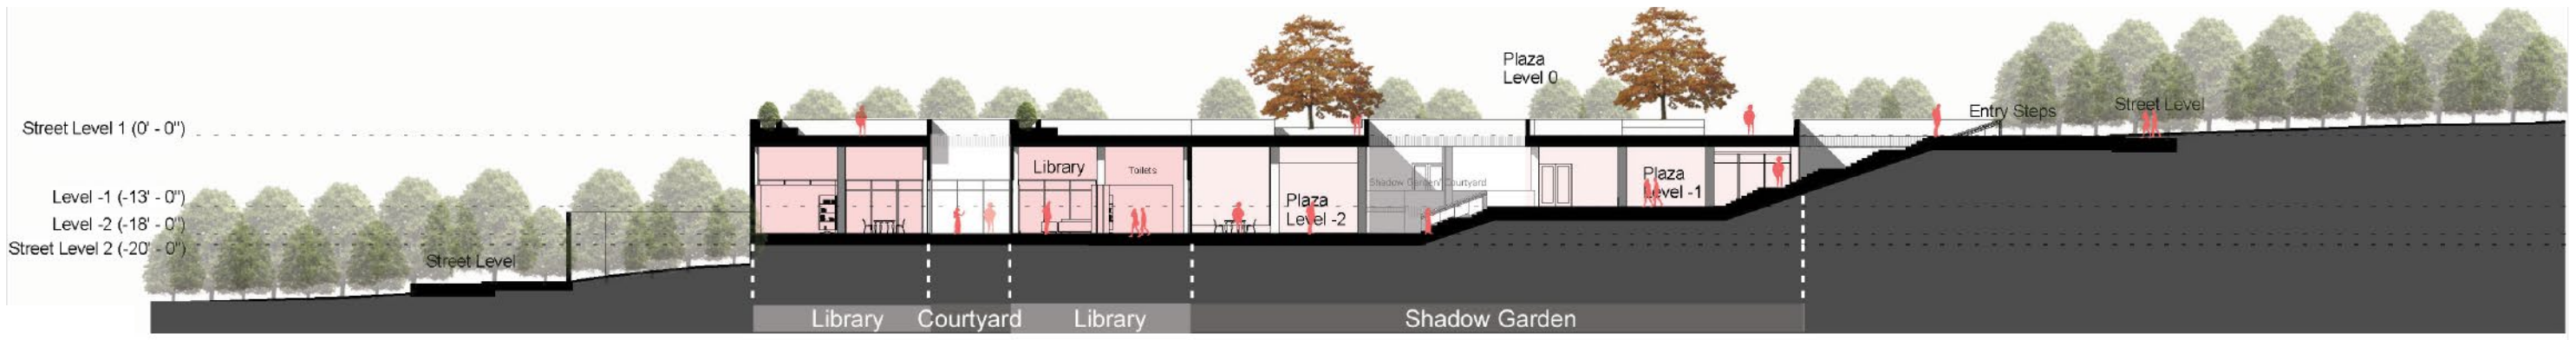 Plaza
Level 0
Entry Steps
Street Level
Street Level 1 (0' - 0")
Library
Toilets
Shadow Garden/ Courtyard
Plaza
Level -1
Level -1 (-13' - 0")
Plaza
Level -2
Level -2 (-18' - 0")
Street Level 2 (-20' - 0")
Street Level
Library
Courtyard
Library
Shadow Garden